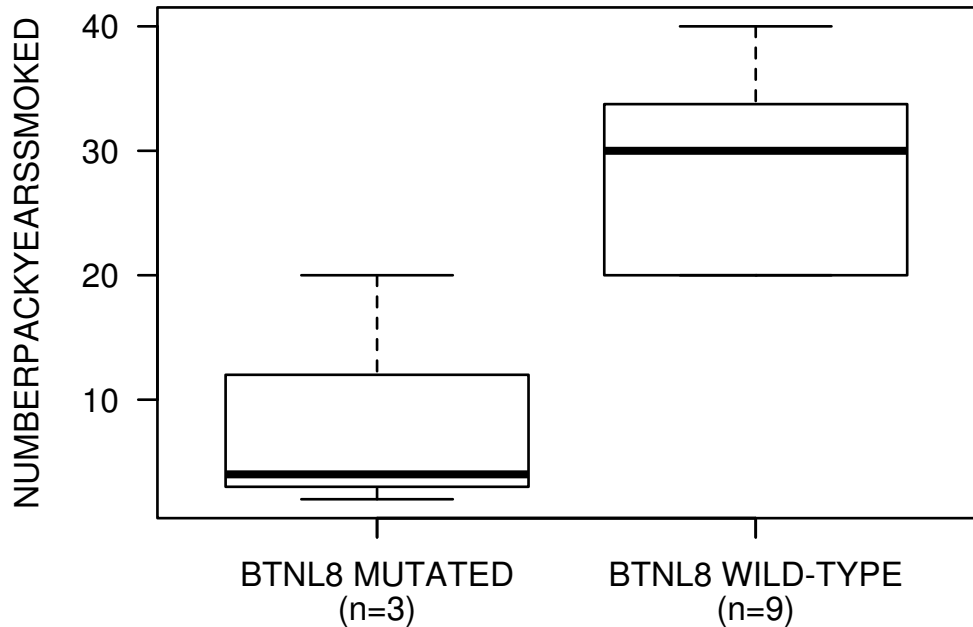 NUMBERPACKYEARSSMOKED
40
30
20
10
BTNL8 MUTATED
(n=3)
BTNL8 WILD-TYPE
(n=9)